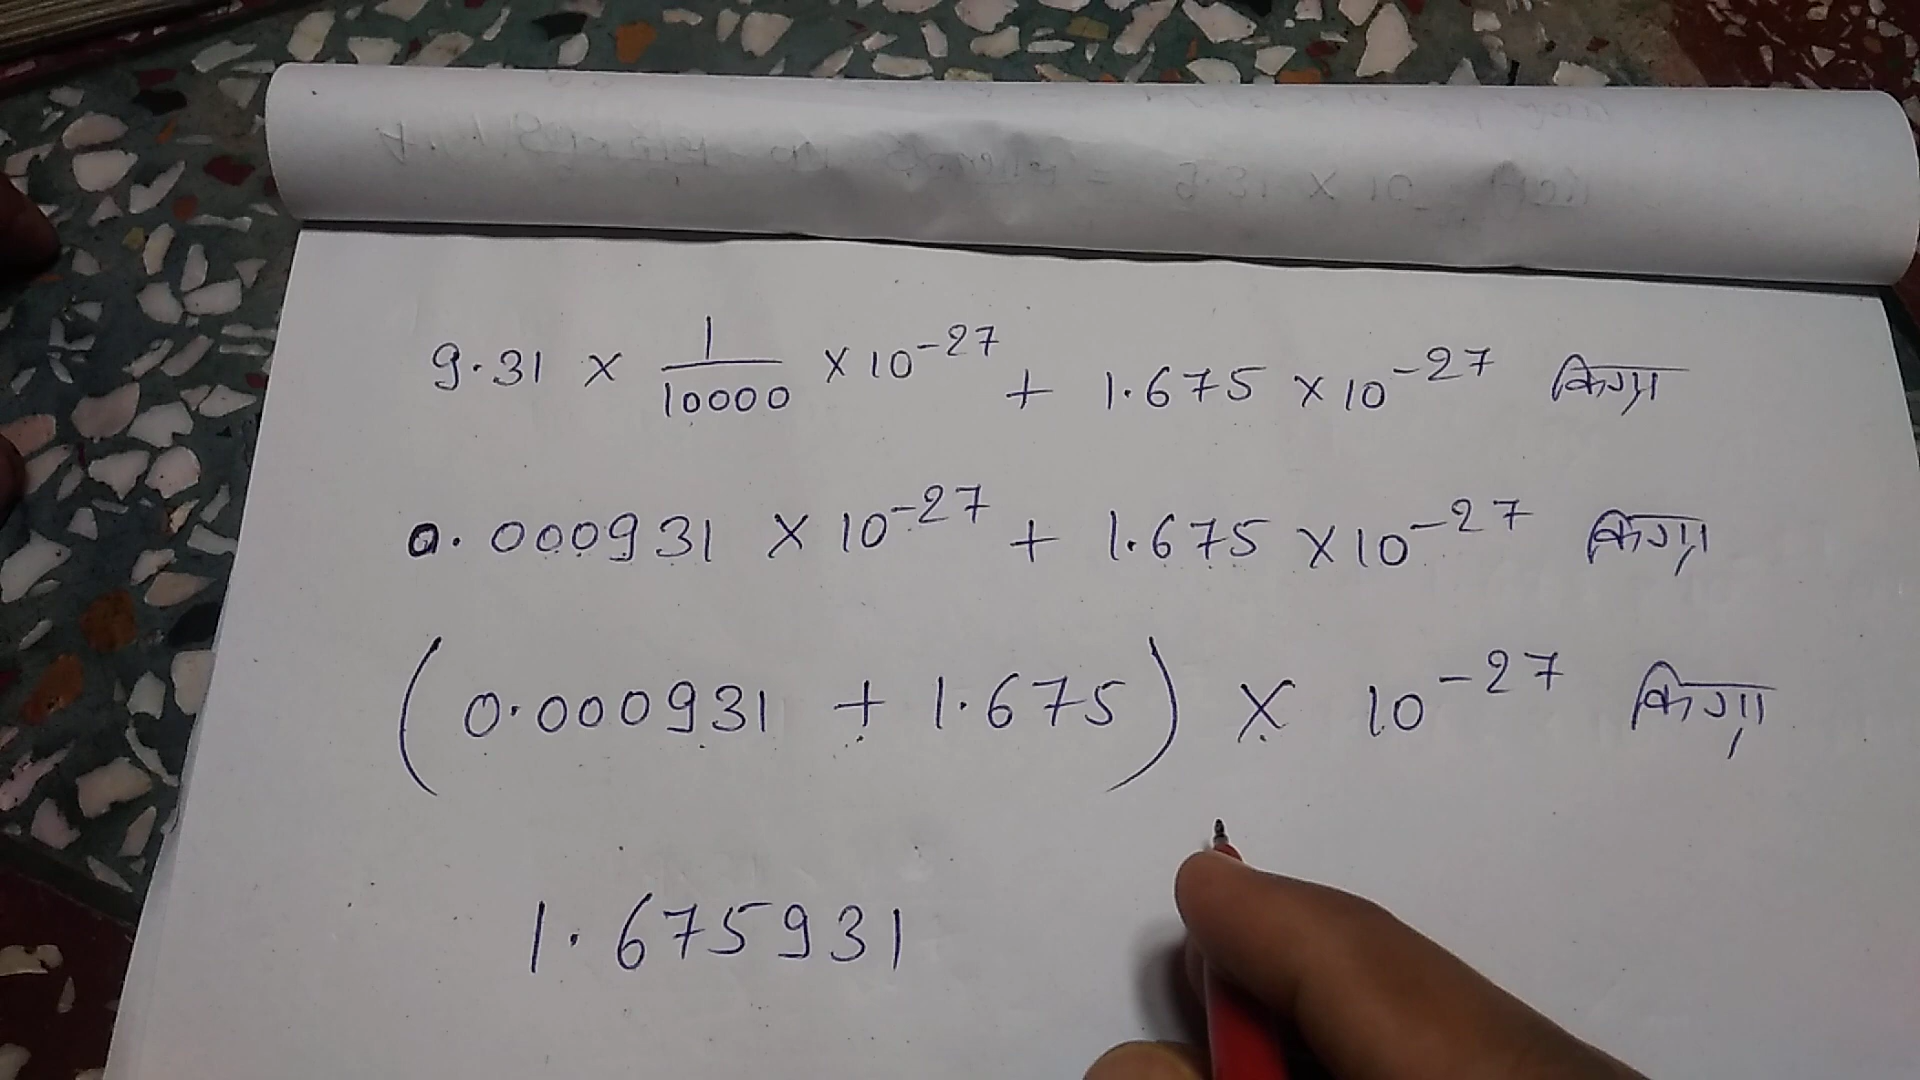 9.31 × 1/10000 × 10⁻²⁷ + 1.675 × 10⁻²⁷ किग्रा
0.000931 × 10⁻²⁷ + 1.675 × 10⁻²⁷ किग्रा
(0.000931 + 1.675) × 10⁻²⁷ किग्रा
1.675931